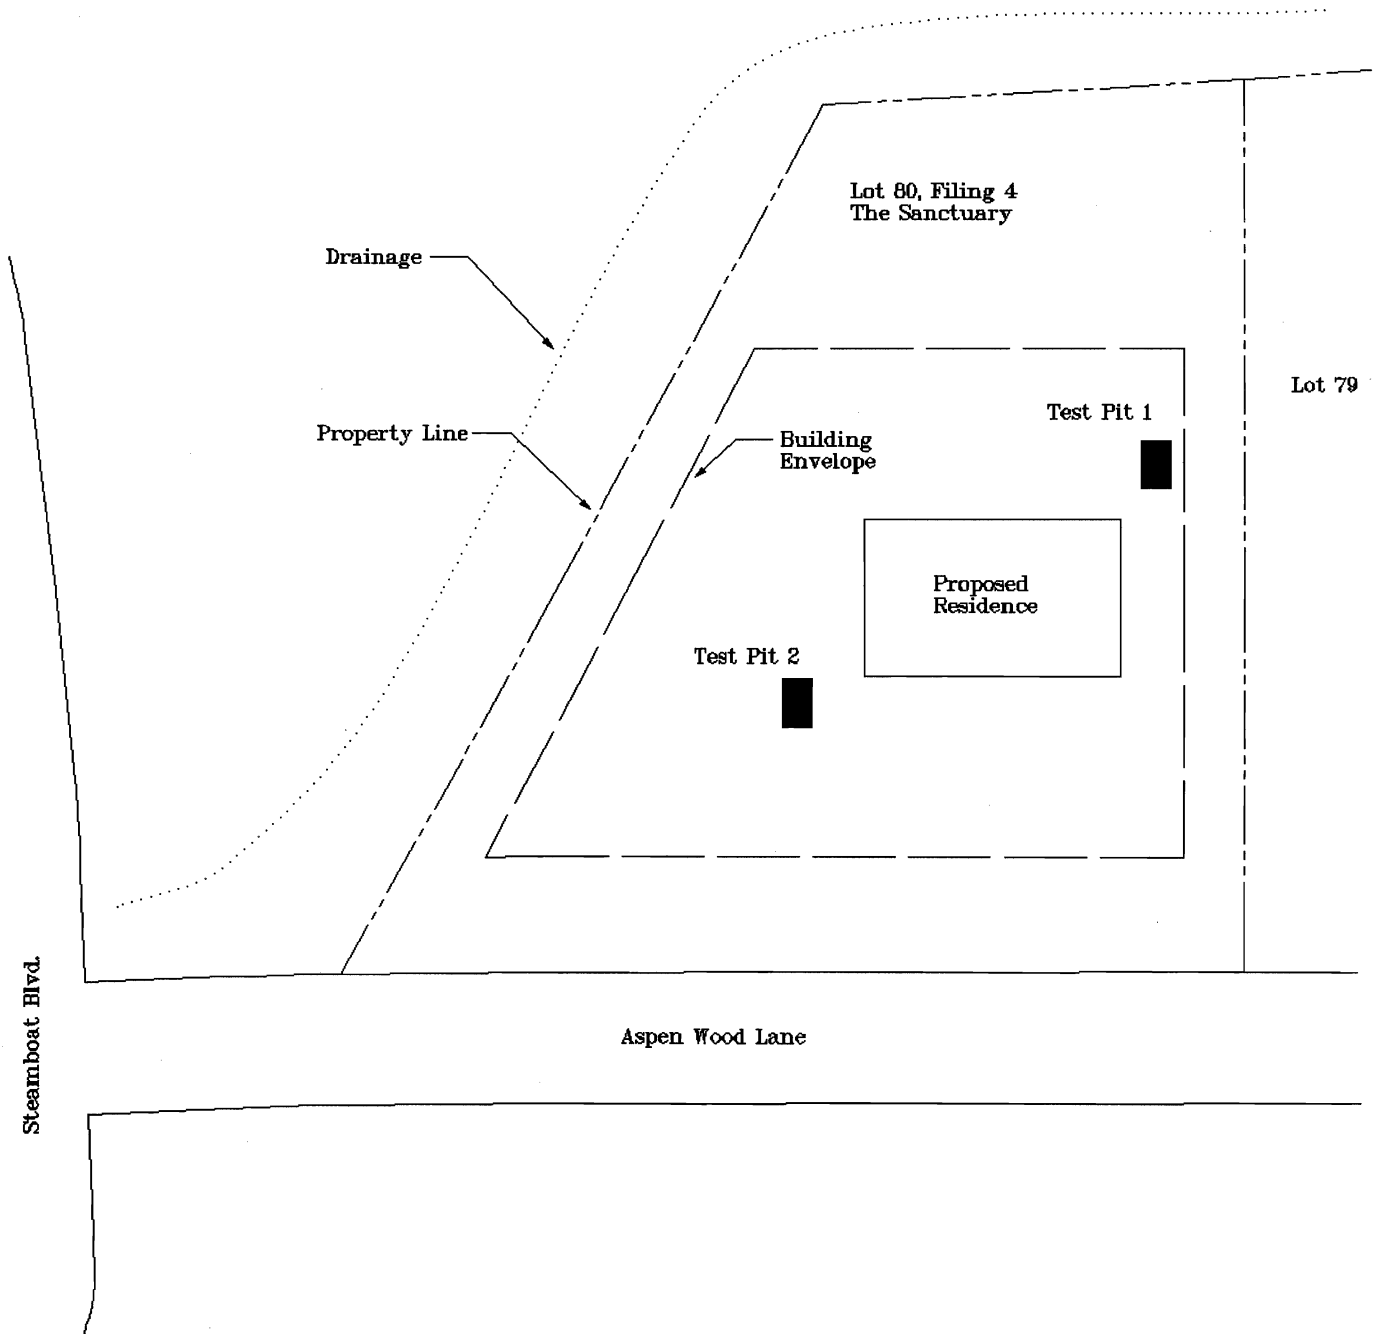 Lot 80, Filing 4
The Sanctuary
Drainage
Lot 79
Test Pit 1
Property Line
Building
Envelope
Proposed
Residence
Test Pit 2
Steamboat Blvd.
Aspen Wood Lane